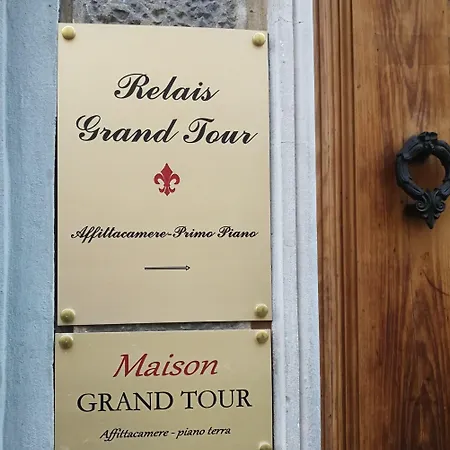 Relais
Grand Tour
Affittacamere-Primo Piano
Maison
GRAND TOUR
Affittacamere - piano terra